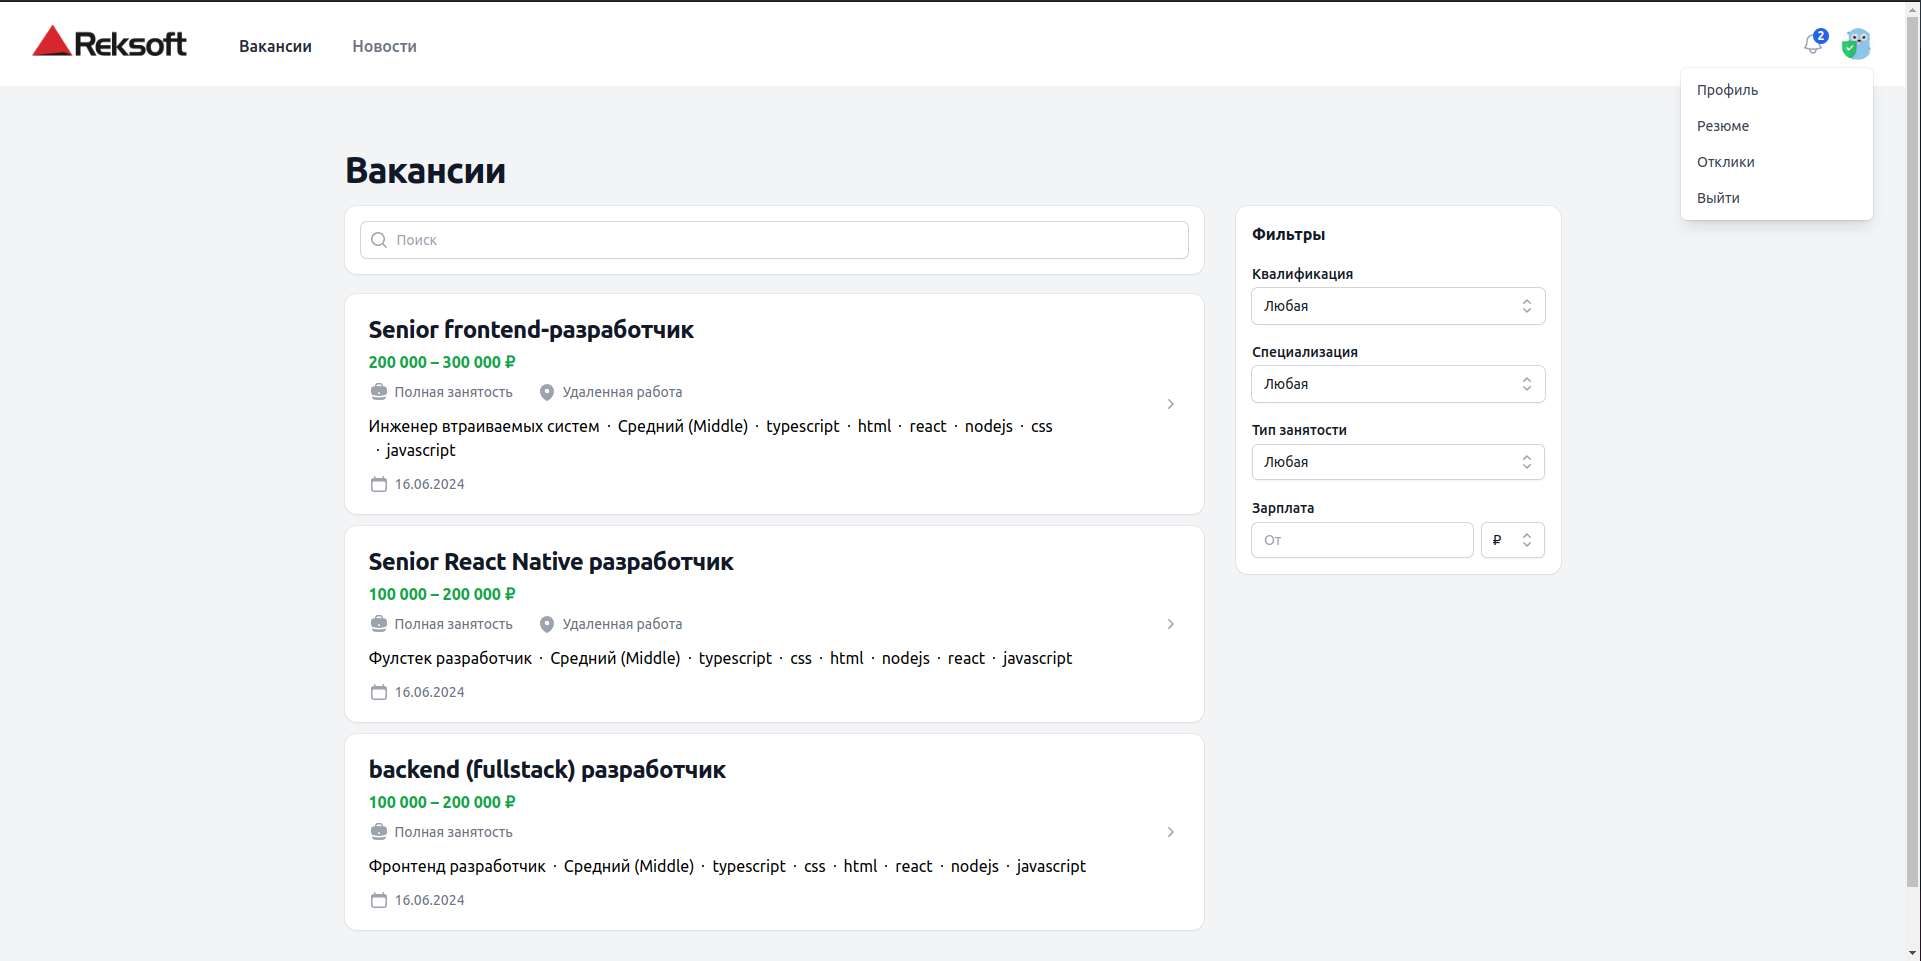 Reksoft
Вакансии
Новости
2
Профиль
Резюме
Отклики
Выйти
Вакансии
Поиск
Senior frontend-разработчик
200 000 – 300 000 ₽
Полная занятость
Удаленная работа
Инженер втраиваемых систем · Средний (Middle) · typescript · html · react · nodejs · css
· javascript
16.06.2024
Senior React Native разработчик
100 000 – 200 000 ₽
Полная занятость
Удаленная работа
Фулстек разработчик · Средний (Middle) · typescript · css · html · nodejs · react · javascript
16.06.2024
backend (fullstack) разработчик
100 000 – 200 000 ₽
Полная занятость
Фронтенд разработчик · Средний (Middle) · typescript · css · html · react · nodejs · javascript
16.06.2024
Фильтры
Квалификация
Любая
Специализация
Любая
Тип занятости
Любая
Зарплата
От
₽